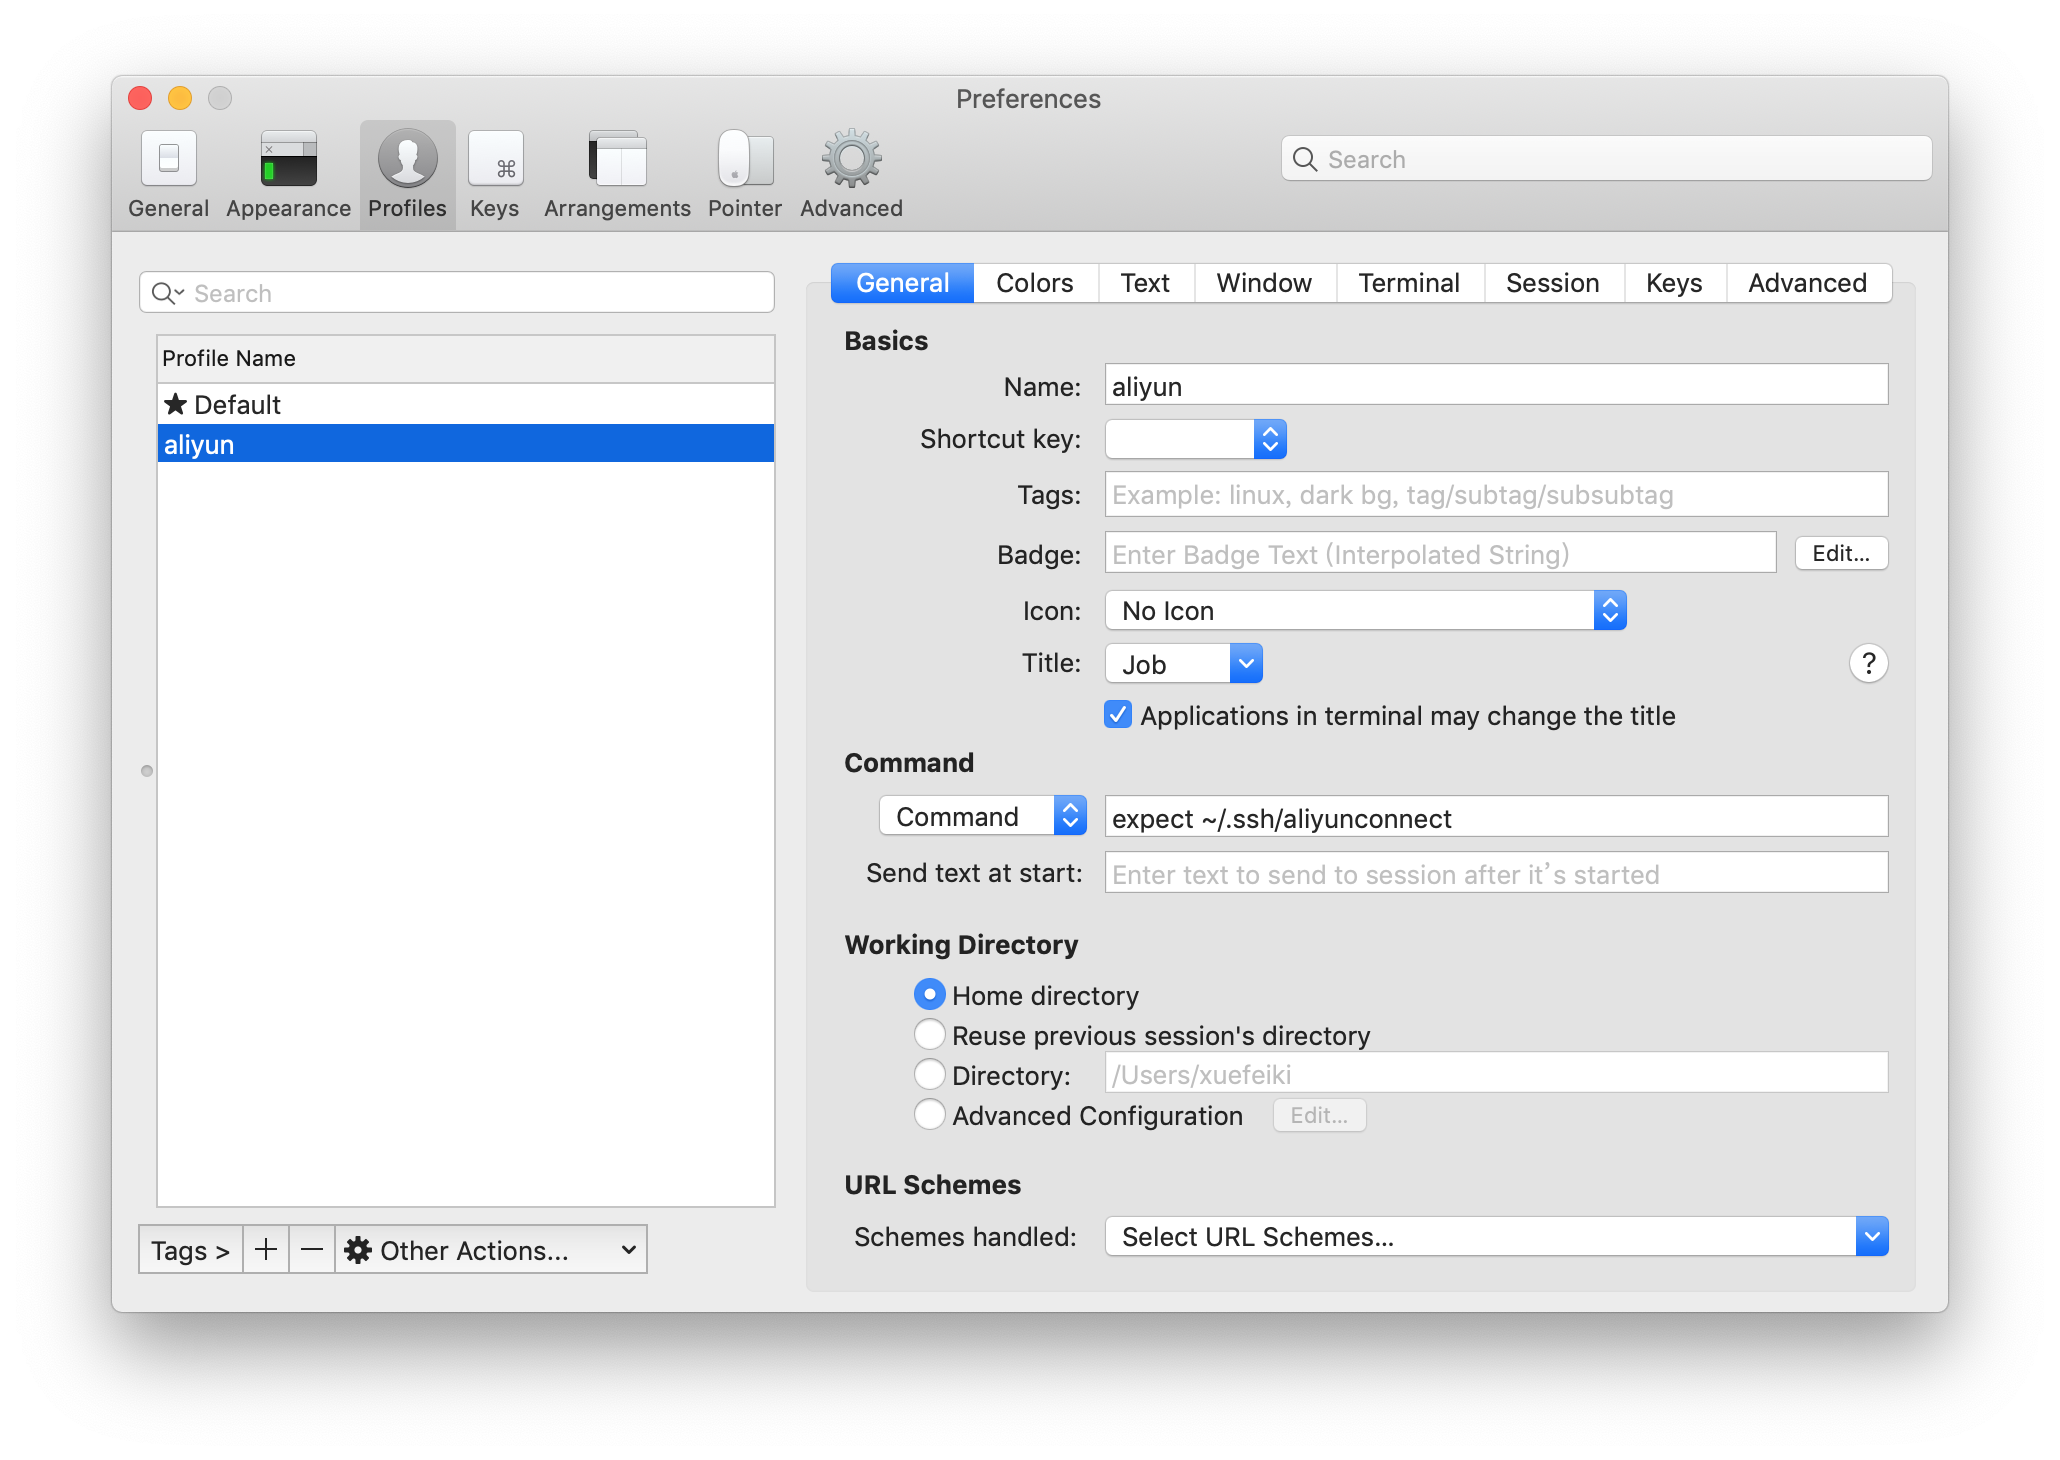 Preferences
General Appearance Profiles Keys Arrangements Pointer Advanced
Search
Search
Profile Name
★ Default
aliyun
Tags > + — Other Actions...
General Colors Text Window Terminal Session Keys Advanced
Basics
Name: aliyun
Shortcut key:
Tags: Example: linux, dark bg, tag/subtag/subsubtag
Badge: Enter Badge Text (Interpolated String) Edit...
Icon: No Icon
Title: Job ?
Applications in terminal may change the title
Command
Command expect ~/.ssh/aliyunconnect
Send text at start: Enter text to send to session after it’s started
Working Directory
Home directory
Reuse previous session's directory
Directory: /Users/xuefeiki
Advanced Configuration Edit...
URL Schemes
Schemes handled: Select URL Schemes...